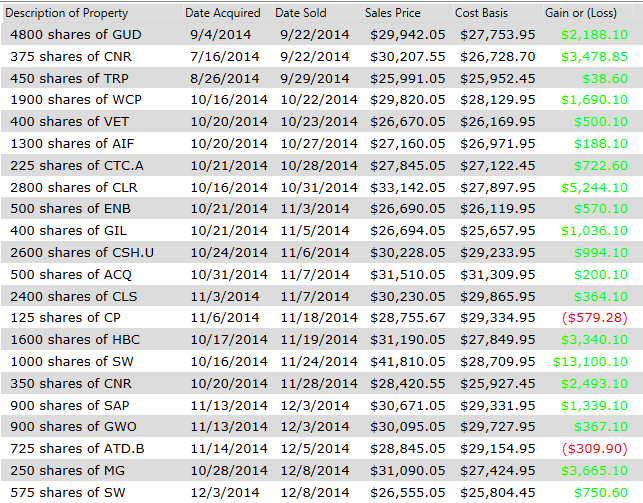 Description of Property Date Acquired Date Sold Sales Price Cost Basis Gain or (Loss)
4800 shares of GUD 9/4/2014 9/22/2014 $29,942.05 $27,753.95 $2,188.10
375 shares of CNR 7/16/2014 9/22/2014 $30,207.55 $26,728.70 $3,478.85
450 shares of TRP 8/26/2014 9/29/2014 $25,991.05 $25,952.45 $38.60
1900 shares of WCP 10/16/2014 10/22/2014 $29,820.05 $28,129.95 $1,690.10
400 shares of VET 10/20/2014 10/23/2014 $26,670.05 $26,169.95 $500.10
1300 shares of AIF 10/20/2014 10/27/2014 $27,160.05 $26,971.95 $188.10
225 shares of CTC.A 10/21/2014 10/28/2014 $27,845.05 $27,122.45 $722.60
2800 shares of CLR 10/16/2014 10/31/2014 $33,142.05 $27,897.95 $5,244.10
500 shares of ENB 10/21/2014 11/3/2014 $26,690.05 $26,119.95 $570.10
400 shares of GIL 10/21/2014 11/5/2014 $26,694.05 $25,657.95 $1,036.10
2600 shares of CSH.U 10/24/2014 11/6/2014 $30,228.05 $29,233.95 $994.10
500 shares of ACQ 10/31/2014 11/7/2014 $31,510.05 $31,309.95 $200.10
2400 shares of CLS 11/3/2014 11/7/2014 $30,230.05 $29,865.95 $364.10
125 shares of CP 11/6/2014 11/18/2014 $28,755.67 $29,334.95 ($579.28)
1600 shares of HBC 10/17/2014 11/19/2014 $31,190.05 $27,849.95 $3,340.10
1000 shares of SW 10/16/2014 11/24/2014 $41,810.05 $28,709.95 $13,100.10
350 shares of CNR 10/20/2014 11/28/2014 $28,420.55 $25,927.45 $2,493.10
900 shares of SAP 11/13/2014 12/3/2014 $30,671.05 $29,331.95 $1,339.10
900 shares of GWO 11/13/2014 12/3/2014 $30,095.05 $29,727.95 $367.10
725 shares of ATD.B 11/14/2014 12/5/2014 $28,845.05 $29,154.95 ($309.90)
250 shares of MG 10/28/2014 12/8/2014 $31,090.05 $27,424.95 $3,665.10
575 shares of SW 12/3/2014 12/8/2014 $26,555.05 $25,804.45 $750.60